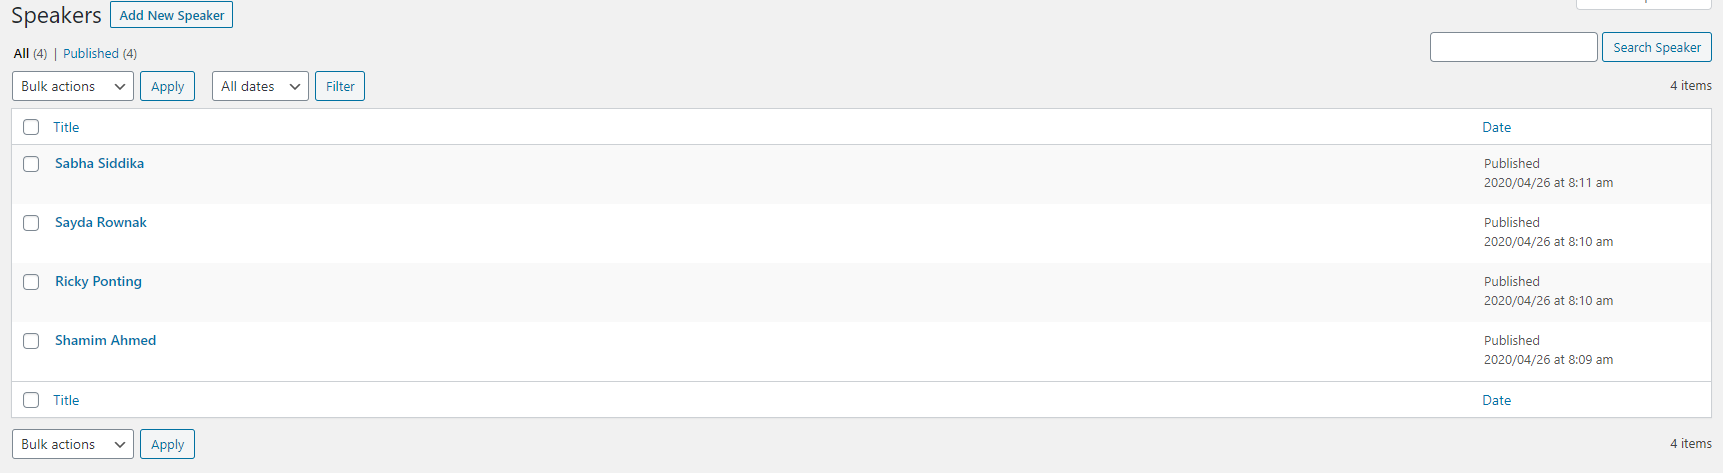 Speakers Add New Speaker
All (4) | Published (4)
Search Speaker
Bulk actions Apply All dates Filter
4 items
Title Date
Sabha Siddika Published
2020/04/26 at 8:11 am
Sayda Rownak Published
2020/04/26 at 8:10 am
Ricky Ponting Published
2020/04/26 at 8:10 am
Shamim Ahmed Published
2020/04/26 at 8:09 am
Title Date
Bulk actions Apply
4 items